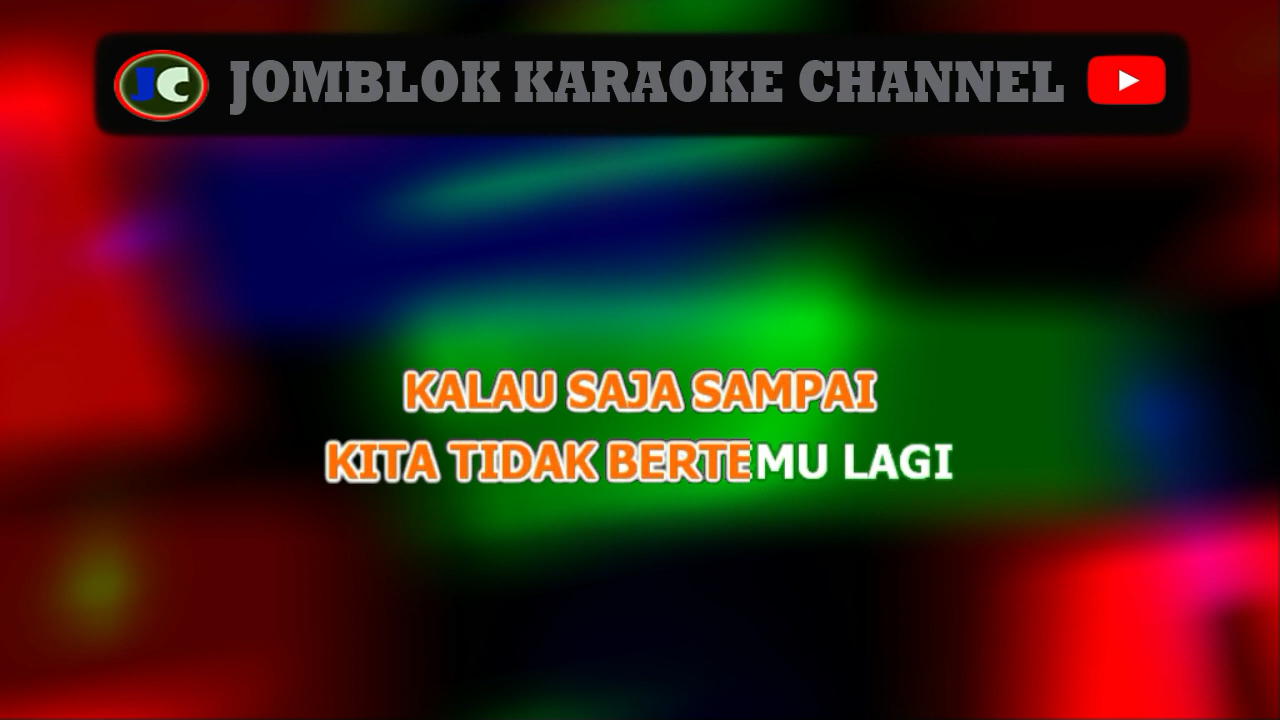 JC JOMBLOK KARAOKE CHANNEL
KALAU SAJA SAMPAI
KITA TIDAK BERTEMU LAGI